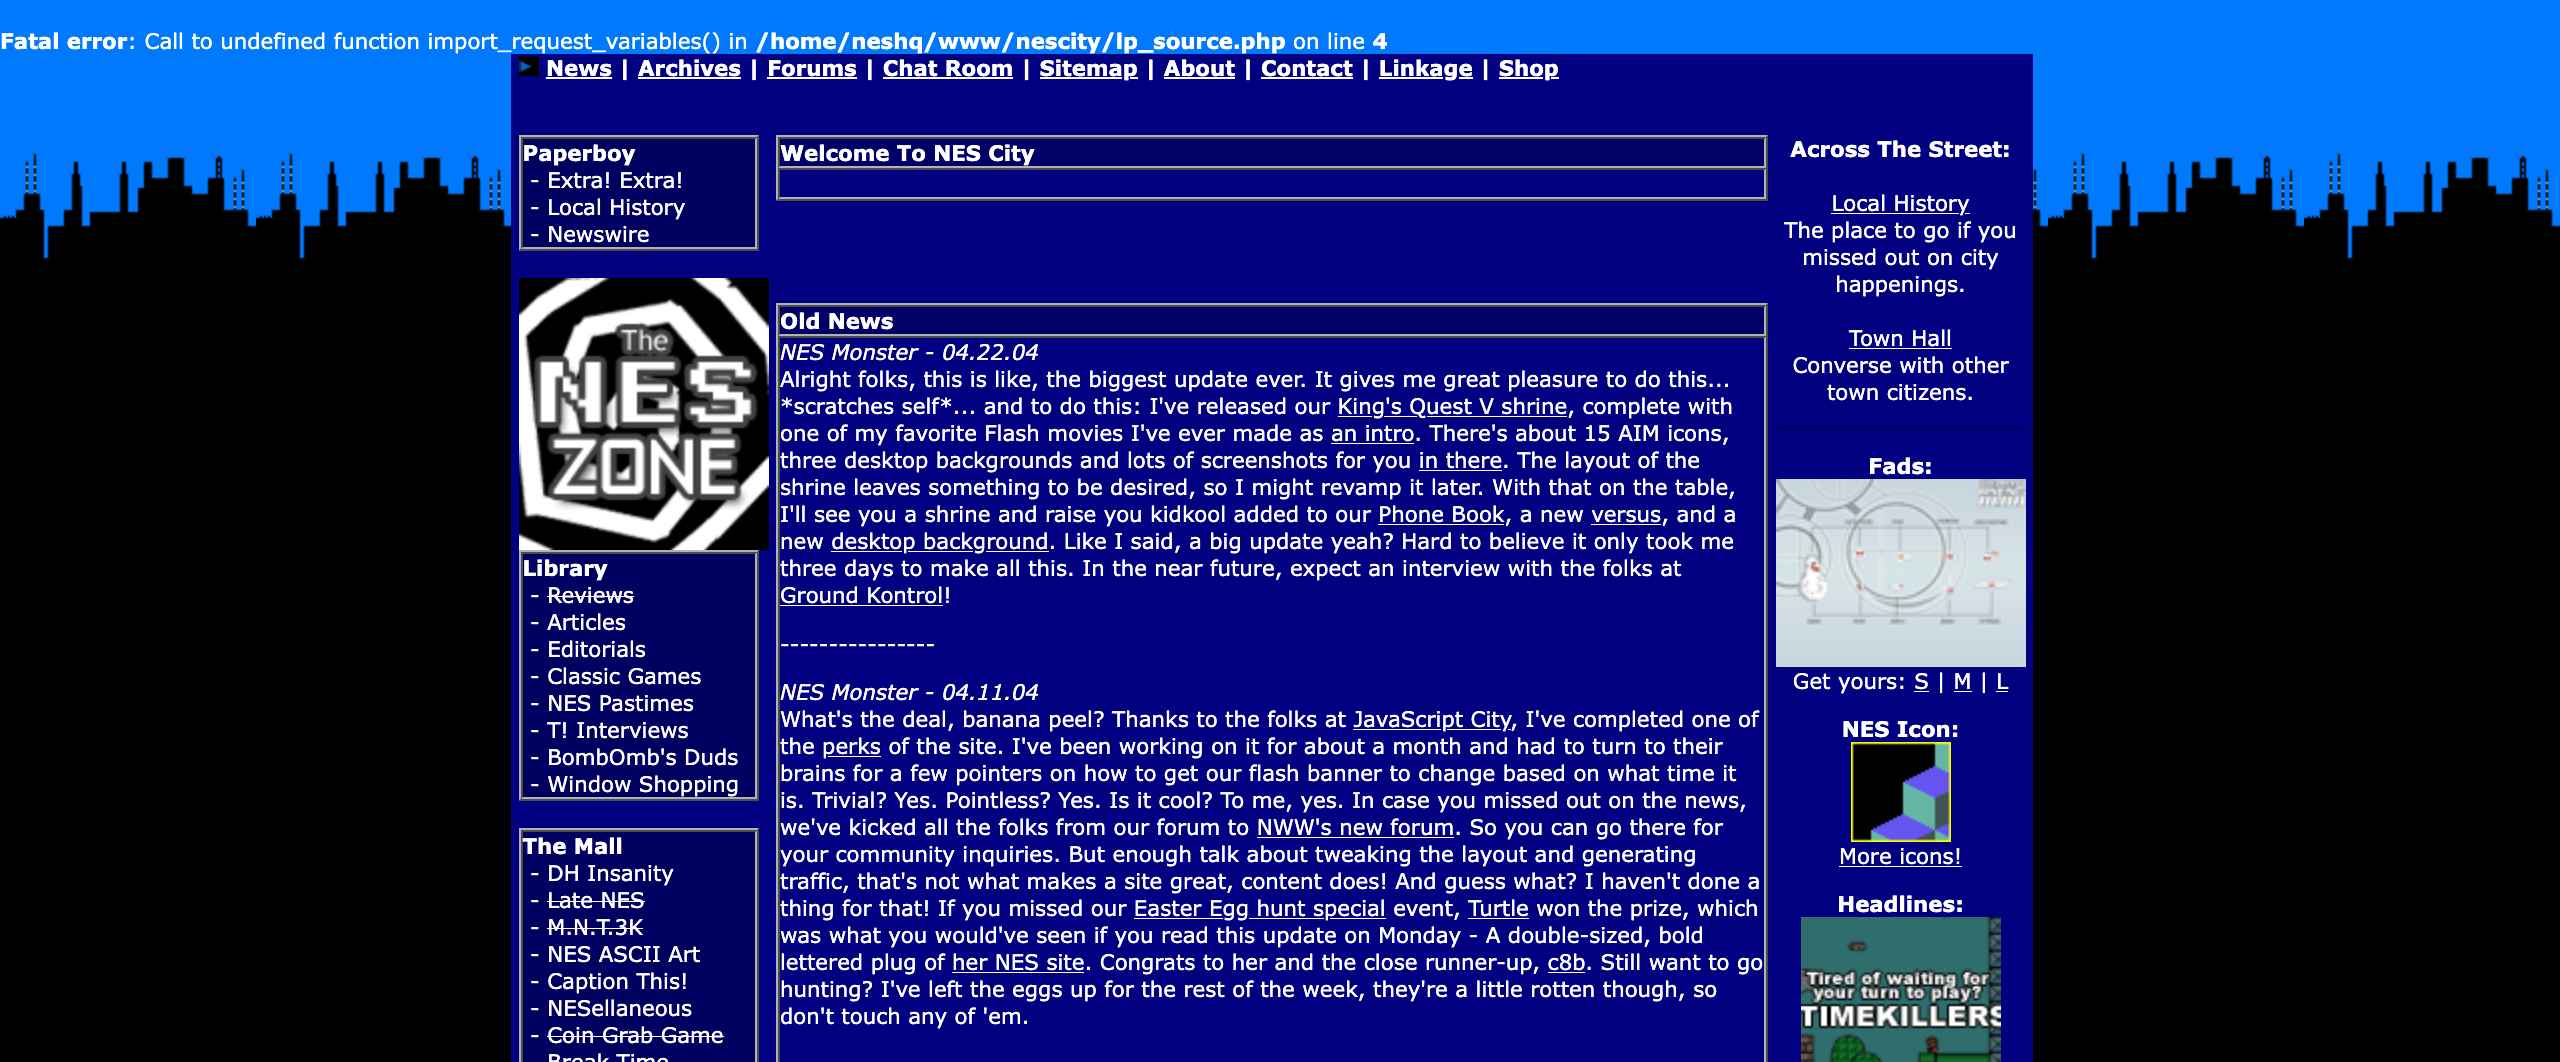 Fatal error: Call to undefined function import_request_variables() in /home/neshq/www/nescity/lp_source.php on line 4
News | Archives | Forums | Chat Room | Sitemap | About | Contact | Linkage | Shop
Paperboy
- Extra! Extra!
- Local History
- Newswire
The
NES
ZONE
Library
- Reviews
- Articles
- Editorials
- Classic Games
- NES Pastimes
- T! Interviews
- BombOmb's Duds
- Window Shopping
The Mall
- DH Insanity
- Late NES
- M.N.T.3K
- NES ASCII Art
- Caption This!
- NESellaneous
- Coin Grab Game
- Break Time
Welcome To NES City
Old News
NES Monster - 04.22.04
Alright folks, this is like, the biggest update ever. It gives me great pleasure to do this...
*scratches self*... and to do this: I've released our King's Quest V shrine, complete with
one of my favorite Flash movies I've ever made as an intro. There's about 15 AIM icons,
three desktop backgrounds and lots of screenshots for you in there. The layout of the
shrine leaves something to be desired, so I might revamp it later. With that on the table,
I'll see you a shrine and raise you kidkool added to our Phone Book, a new versus, and a
new desktop background. Like I said, a big update yeah? Hard to believe it only took me
three days to make all this. In the near future, expect an interview with the folks at
Ground Kontrol!
----------------
NES Monster - 04.11.04
What's the deal, banana peel? Thanks to the folks at JavaScript City, I've completed one of
the perks of the site. I've been working on it for about a month and had to turn to their
brains for a few pointers on how to get our flash banner to change based on what time it
is. Trivial? Yes. Pointless? Yes. Is it cool? To me, yes. In case you missed out on the news,
we've kicked all the folks from our forum to NWW's new forum. So you can go there for
your community inquiries. But enough talk about tweaking the layout and generating
traffic, that's not what makes a site great, content does! And guess what? I haven't done a
thing for that! If you missed our Easter Egg hunt special event, Turtle won the prize, which
was what you would've seen if you read this update on Monday - A double-sized, bold
lettered plug of her NES site. Congrats to her and the close runner-up, c8b. Still want to go
hunting? I've left the eggs up for the rest of the week, they're a little rotten though, so
don't touch any of 'em.
Across The Street:
Local History
The place to go if you
missed out on city
happenings.
Town Hall
Converse with other
town citizens.
Fads:
Get yours: S | M | L
NES Icon:
More icons!
Headlines:
Tired of waiting for
your turn to play?
TIMEKILLERS